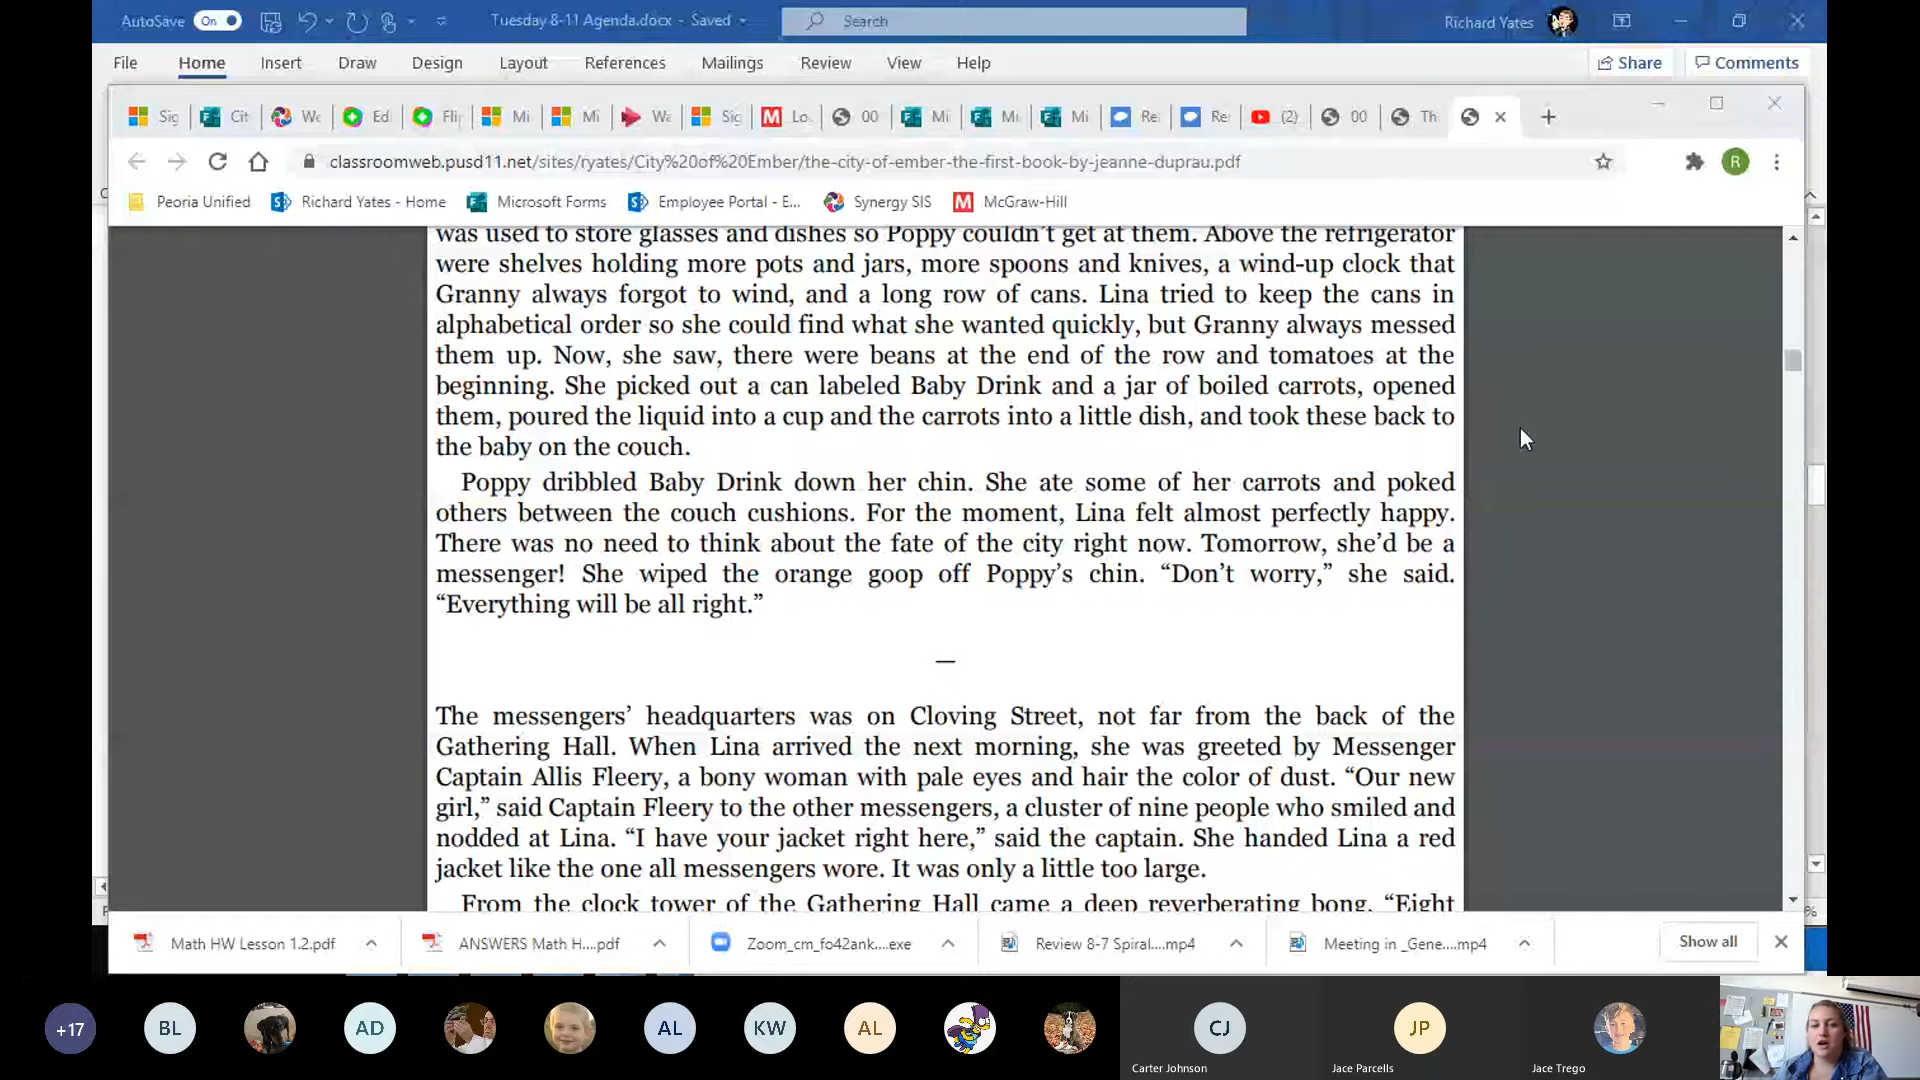 AutoSave On Tuesday 8-11 Agenda.docx - Saved Search Richard Yates
File Home Insert Draw Design Layout References Mailings Review View Help Share Comments
Sig Cit We Ed Flip Mi Mi Wa Sig Lo 00 Mi Mi Mi Re Re (2) 00 Th
classroomweb.pusd11.net/sites/ryates/City%20of%20Ember/the-city-of-ember-the-first-book-by-jeanne-duprau.pdf R
Peoria Unified Richard Yates - Home Microsoft Forms Employee Portal - E... Synergy SIS McGraw-Hill
was used to store glasses and dishes so Poppy couldn't get at them. Above the refrigerator
were shelves holding more pots and jars, more spoons and knives, a wind-up clock that
Granny always forgot to wind, and a long row of cans. Lina tried to keep the cans in
alphabetical order so she could find what she wanted quickly, but Granny always messed
them up. Now, she saw, there were beans at the end of the row and tomatoes at the
beginning. She picked out a can labeled Baby Drink and a jar of boiled carrots, opened
them, poured the liquid into a cup and the carrots into a little dish, and took these back to
the baby on the couch.
Poppy dribbled Baby Drink down her chin. She ate some of her carrots and poked
others between the couch cushions. For the moment, Lina felt almost perfectly happy.
There was no need to think about the fate of the city right now. Tomorrow, she'd be a
messenger! She wiped the orange goop off Poppy's chin. “Don't worry,” she said.
“Everything will be all right.”
—
The messengers' headquarters was on Cloving Street, not far from the back of the
Gathering Hall. When Lina arrived the next morning, she was greeted by Messenger
Captain Allis Fleery, a bony woman with pale eyes and hair the color of dust. “Our new
girl,” said Captain Fleery to the other messengers, a cluster of nine people who smiled and
nodded at Lina. “I have your jacket right here,” said the captain. She handed Lina a red
jacket like the one all messengers wore. It was only a little too large.
From the clock tower of the Gathering Hall came a deep reverberating bong. “Eight
Math HW Lesson 1.2.pdf ANSWERS Math H....pdf Zoom_cm_fo42ank....exe Review 8-7 Spiral....mp4 Meeting in _Gene....mp4 Show all
+17 BL AD AL KW AL CJ JP
Carter Johnson Jace Parcells Jace Trego